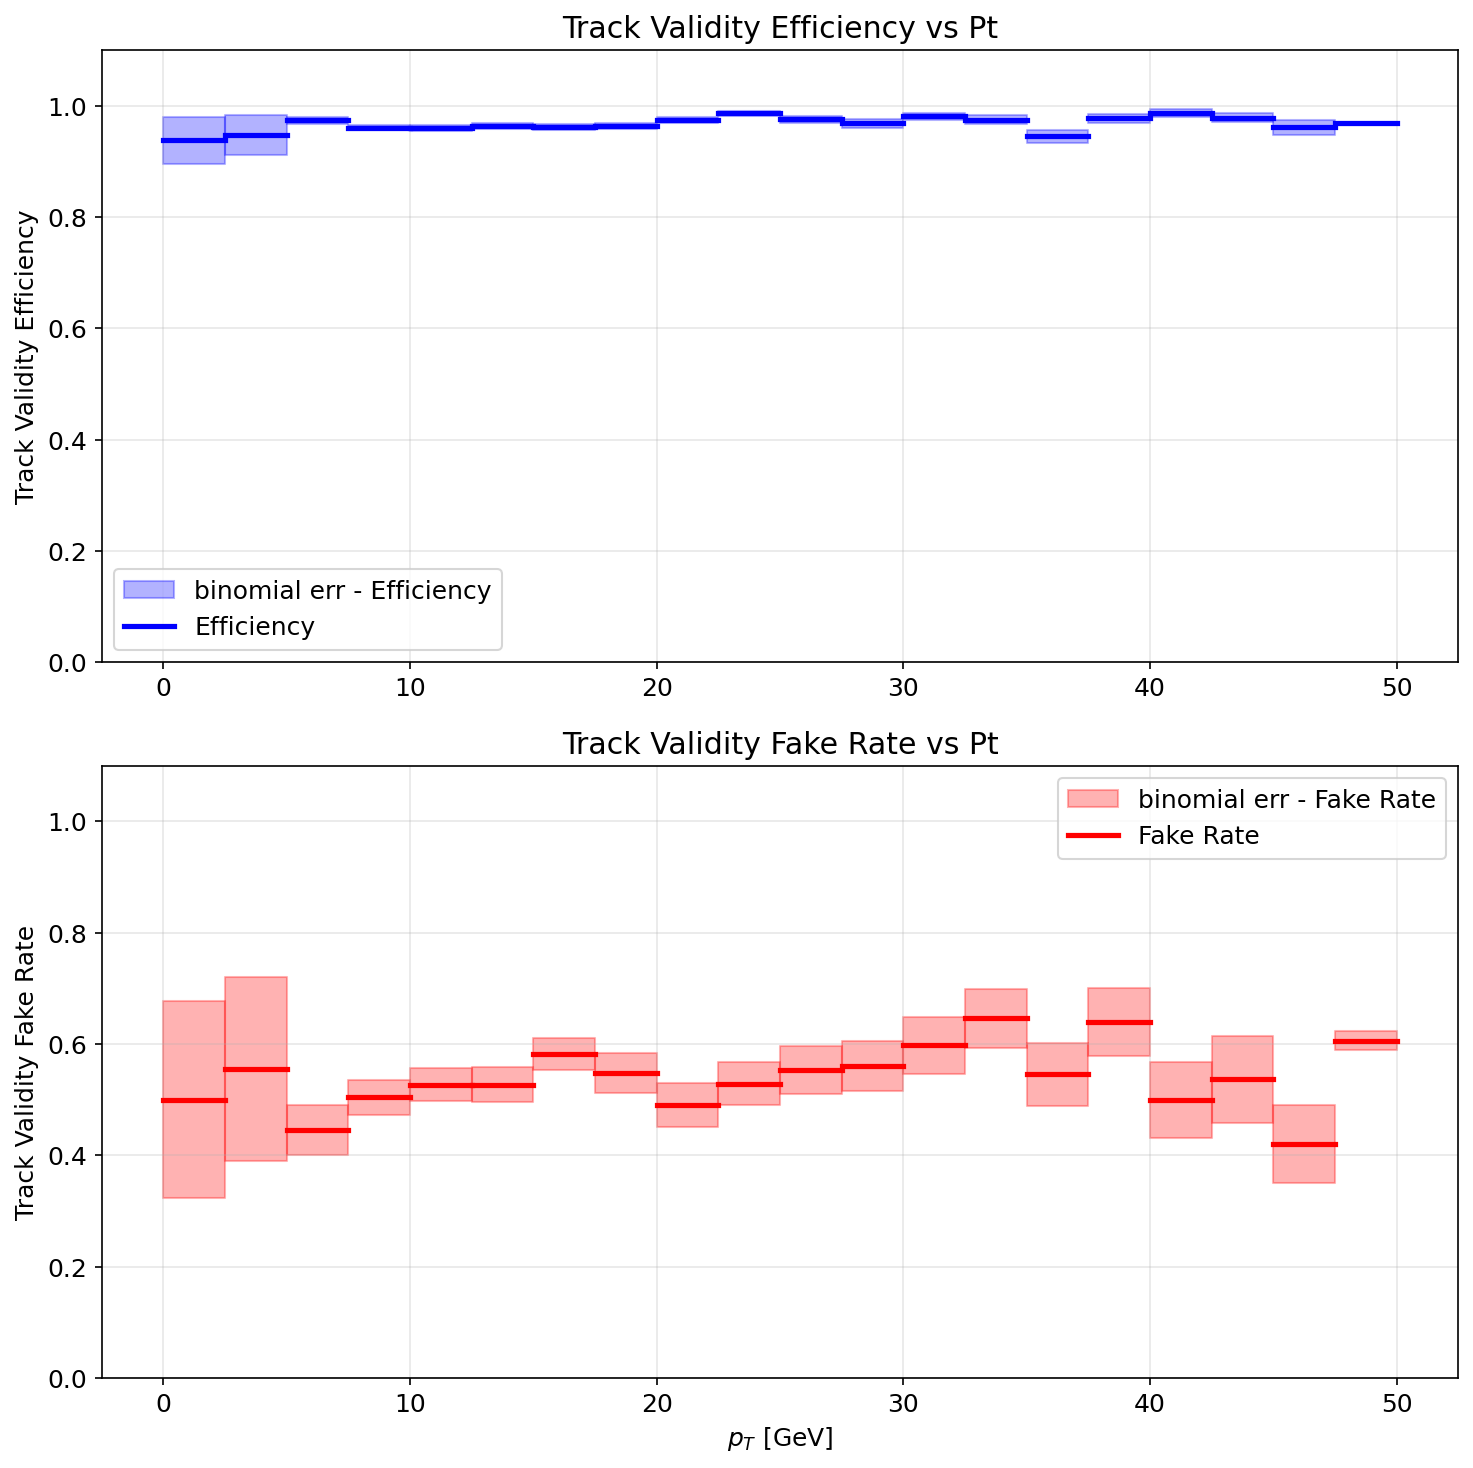 Track Validity Efficiency vs Pt
Track Validity Efficiency
1.0
0.8
0.6
0.4
0.2
0.0
binomial err - Efficiency
Efficiency
0 10 20 30 40 50
Track Validity Fake Rate vs Pt
Track Validity Fake Rate
1.0
0.8
0.6
0.4
0.2
0.0
binomial err - Fake Rate
Fake Rate
0 10 20 30 40 50
p_T [GeV]